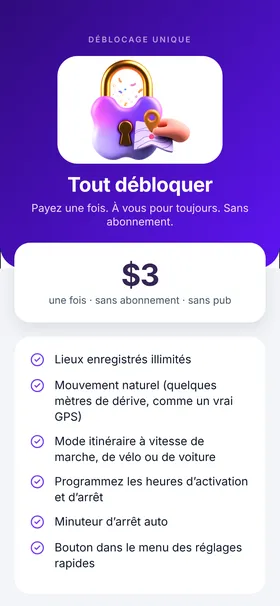 DÉBLOCAGE UNIQUE
Tout débloquer
Payez une fois. À vous pour toujours. Sans
abonnement.
$3
une fois · sans abonnement · sans pub
Lieux enregistrés illimités
Mouvement naturel (quelques
mètres de dérive, comme un vrai
GPS)
Mode itinéraire à vitesse de
marche, de vélo ou de voiture
Programmez les heures d’activation
et d’arrêt
Minuteur d’arrêt auto
Bouton dans le menu des réglages
rapides